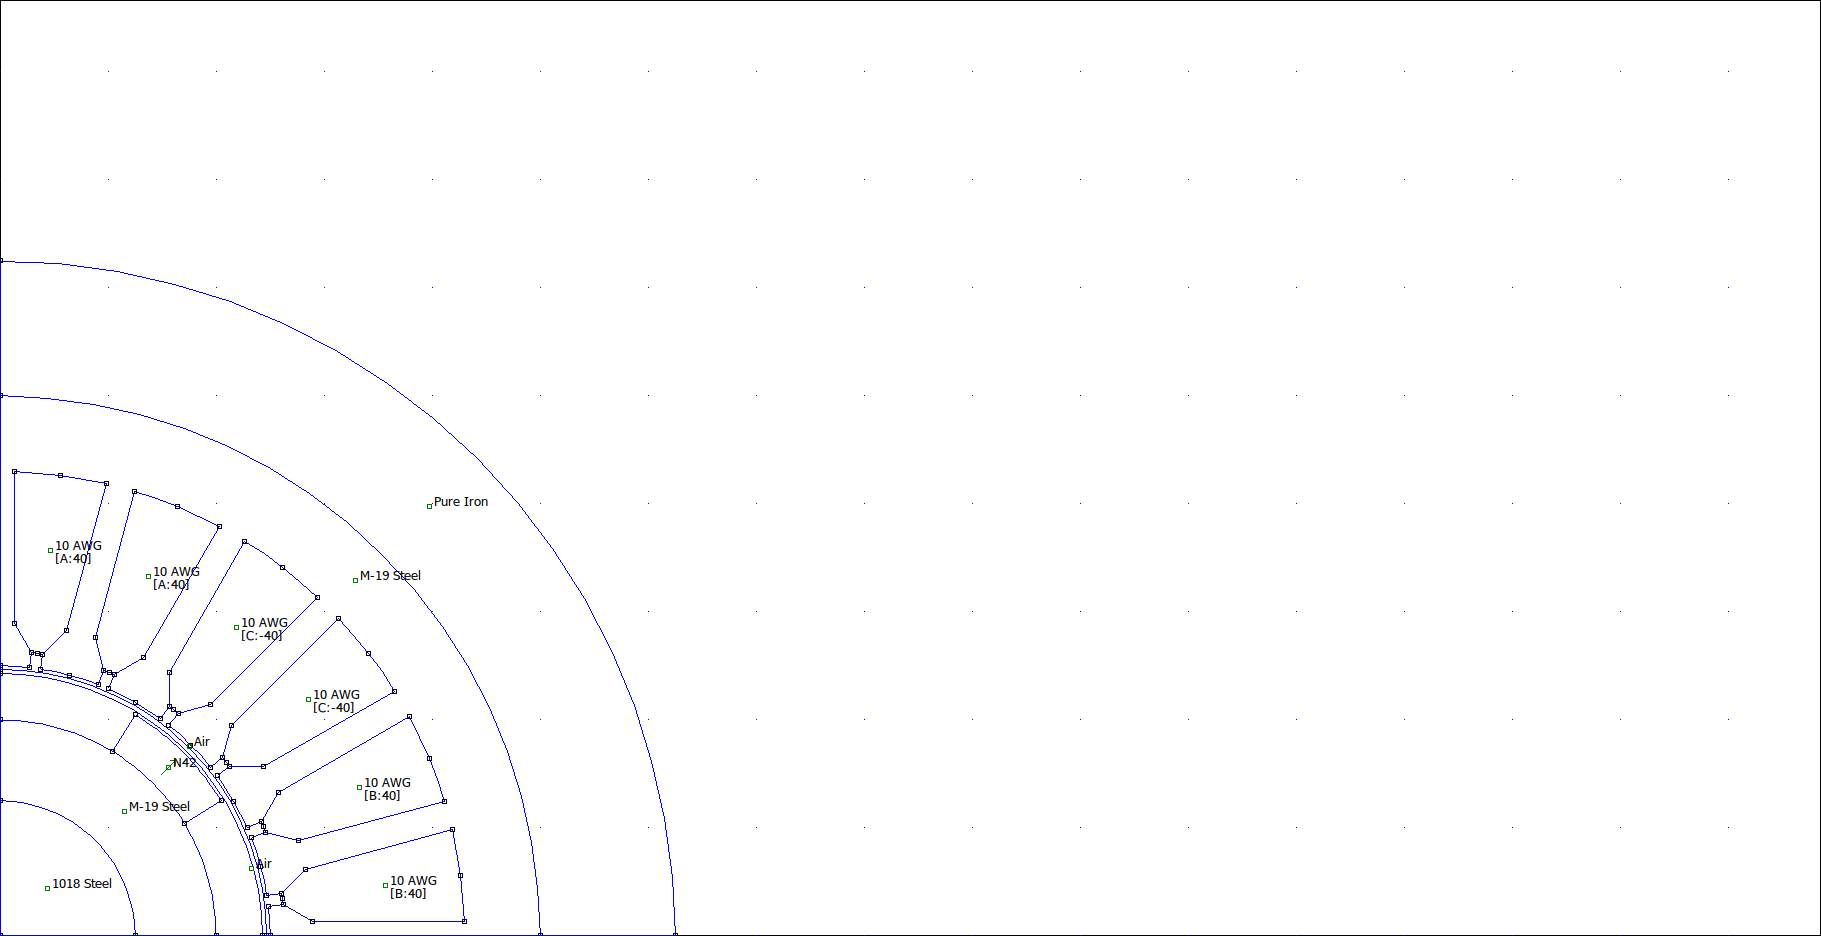 Pure Iron
10 AWG
[A:40]
10 AWG
[A:40]
M-19 Steel
10 AWG
[C:-40]
10 AWG
[C:-40]
Air
N42
10 AWG
[B:40]
M-19 Steel
Air
1018 Steel
10 AWG
[B:40]